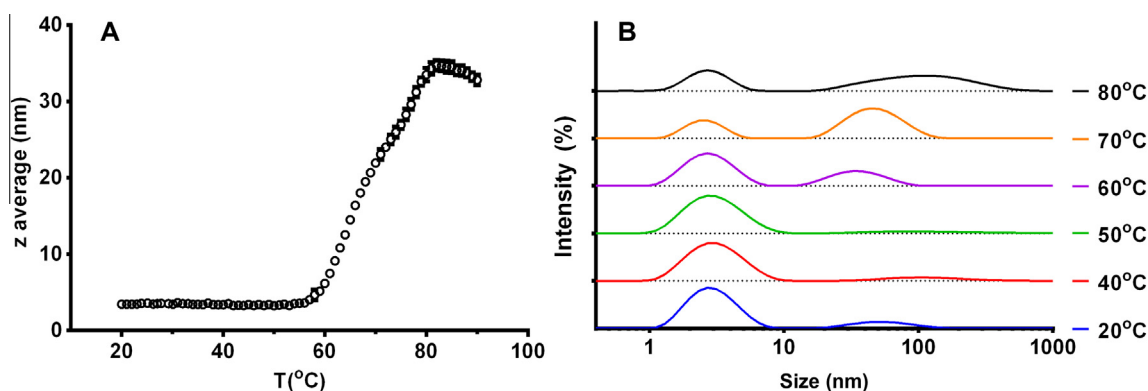 A
z average (nm)
40
30
20
10
0
20 40 60 80 100
T(°C)
B
Intensity (%)
80°C
70°C
60°C
50°C
40°C
20°C
1 10 100 1000
Size (nm)